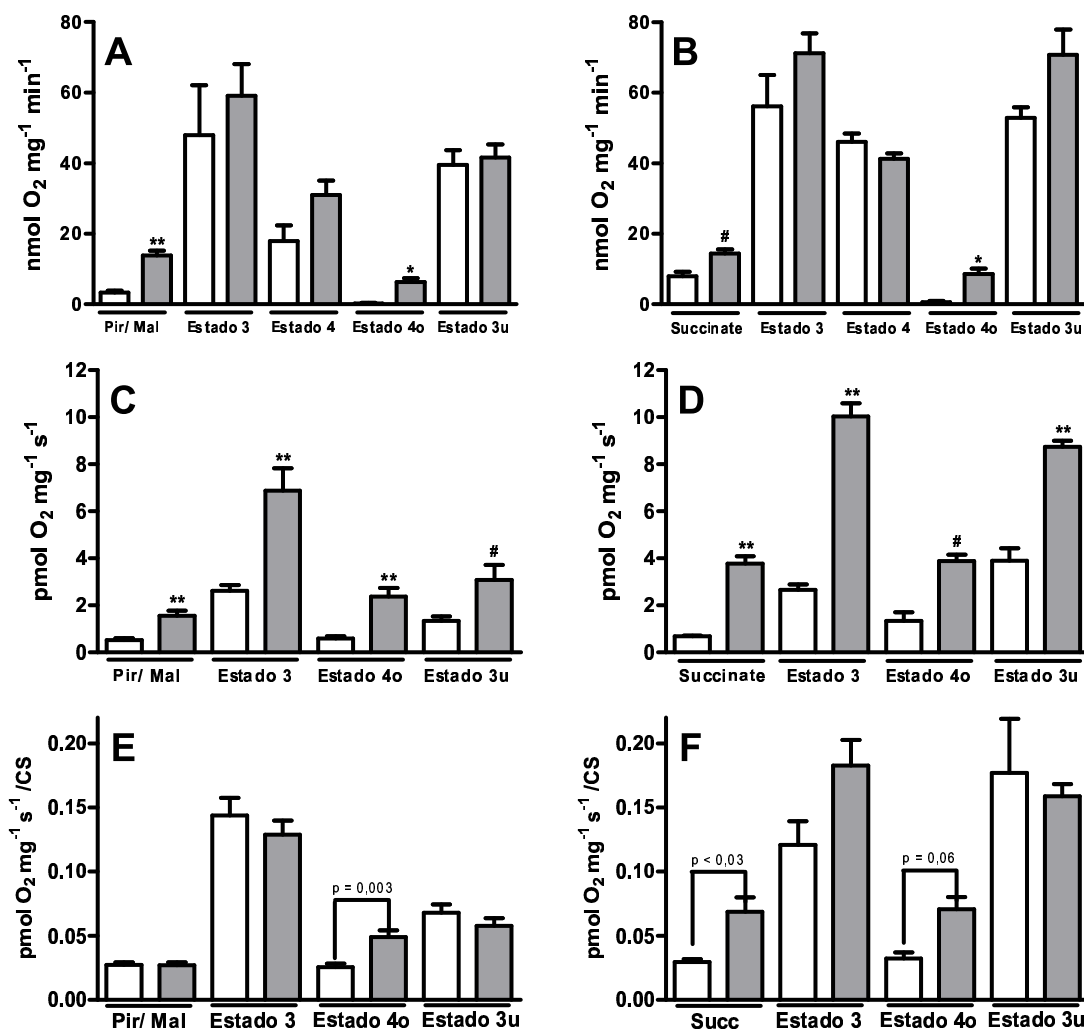 A
nmol O2 mg-1 min-1
80
60
40
20
0
**
*
Pir/ Mal Estado 3 Estado 4 Estado 4o Estado 3u
B
nmol O2 mg-1 min-1
80
60
40
20
0
#
*
Succinate Estado 3 Estado 4 Estado 4o Estado 3u
C
pmol O2 mg-1 s-1
12
10
8
6
4
2
0
**
**
**
#
Pir/ Mal Estado 3 Estado 4o Estado 3u
D
pmol O2 mg-1 s-1
12
10
8
6
4
2
0
**
**
#
**
Succinate Estado 3 Estado 4o Estado 3u
E
pmol O2 mg-1 s-1 /CS
0.20
0.15
0.10
0.05
0.00
p = 0,003
Pir/ Mal Estado 3 Estado 4o Estado 3u
F
pmol O2 mg-1 s-1 /CS
0.20
0.15
0.10
0.05
0.00
p < 0,03
p = 0,06
Succ Estado 3 Estado 4o Estado 3u